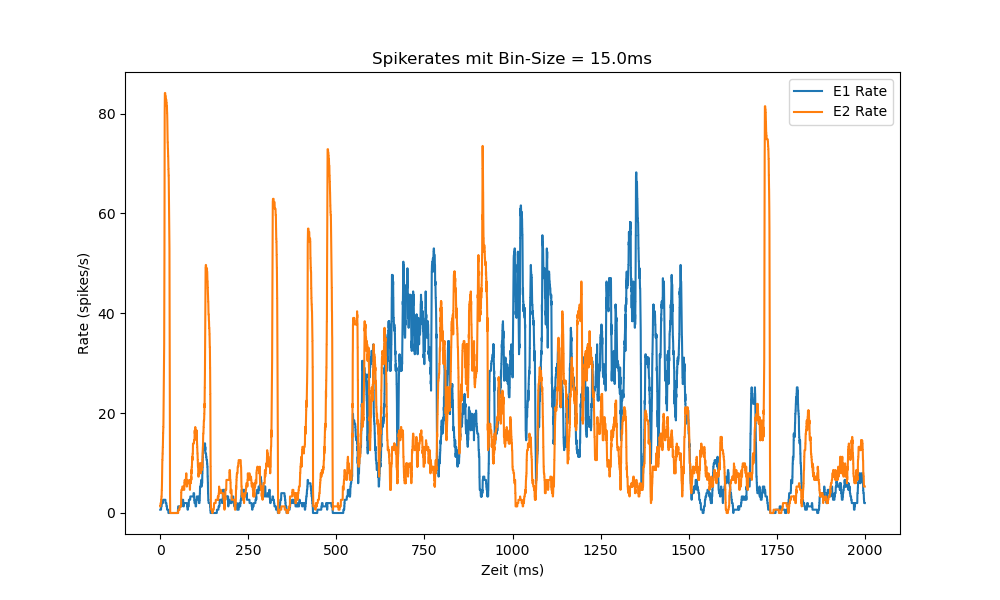 Spikerates mit Bin-Size = 15.0ms
E1 Rate
E2 Rate
Rate (spikes/s)
80
60
40
20
0
0 250 500 750 1000 1250 1500 1750 2000
Zeit (ms)